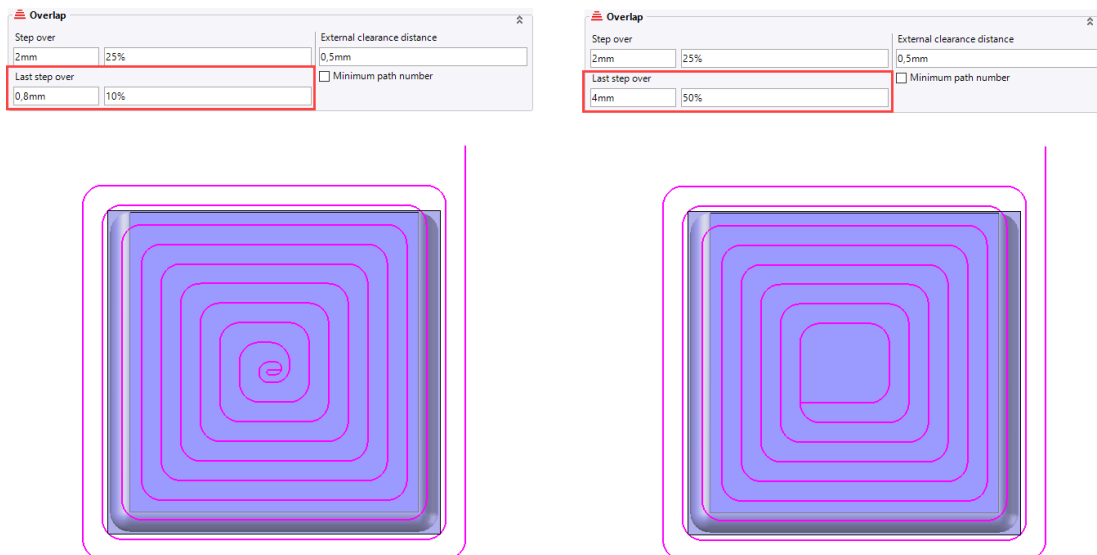 Overlap
Step over
External clearance distance
2mm
25%
0,5mm
Last step over
Minimum path number
0,8mm
10%
Overlap
Step over
External clearance distance
2mm
25%
0,5mm
Last step over
Minimum path number
4mm
50%